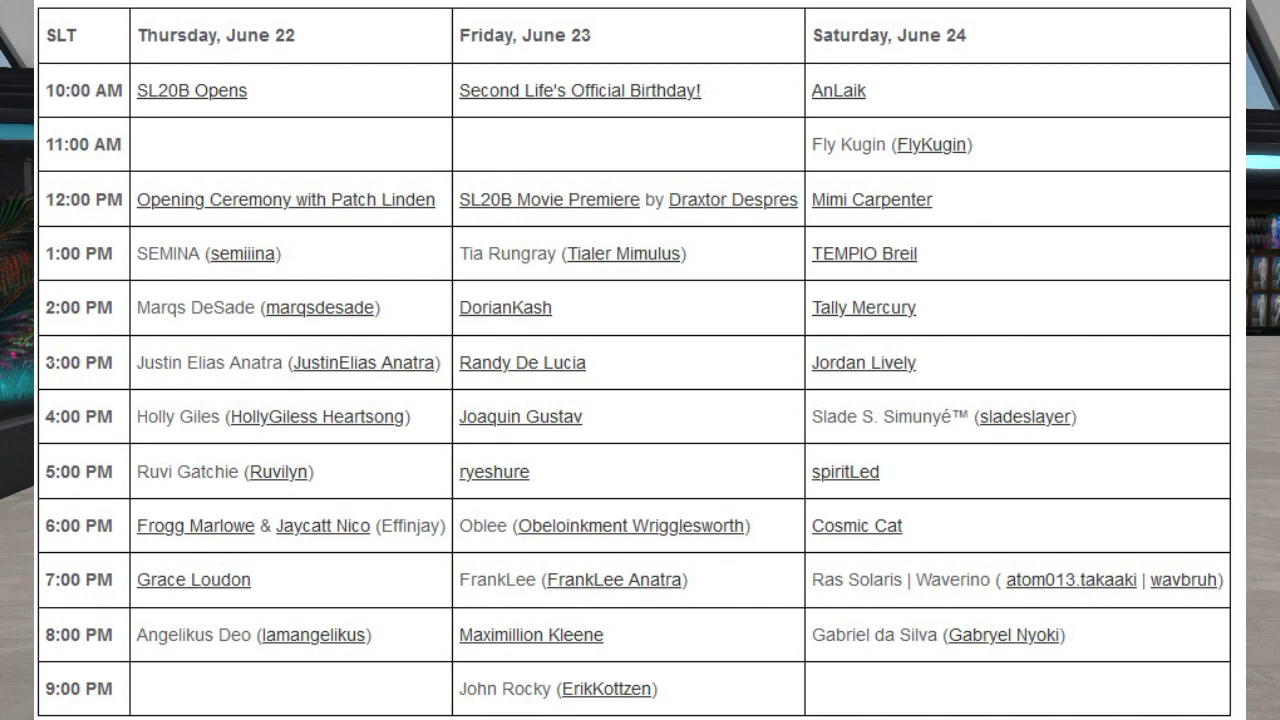 SLT Thursday, June 22 Friday, June 23 Saturday, June 24
10:00 AM SL20B Opens Second Life's Official Birthday! AnLaik
11:00 AM Fly Kugin (FlyKugin)
12:00 PM Opening Ceremony with Patch Linden SL20B Movie Premiere by Draxtor Despres Mimi Carpenter
1:00 PM SEMINA (semiiina) Tia Rungray (Tialer Mimulus) TEMPIO Breil
2:00 PM Marqs DeSade (marqsdesade) DorianKash Tally Mercury
3:00 PM Justin Elias Anatra (JustinElias Anatra) Randy De Lucia Jordan Lively
4:00 PM Holly Giles (HollyGiless Heartsong) Joaquin Gustav Slade S. Simunyé™ (sladeslayer)
5:00 PM Ruvi Gatchie (Ruvilyn) ryeshure spiritLed
6:00 PM Frogg Marlowe & Jaycatt Nico (Effinjay) Oblee (Obeloinkment Wrigglesworth) Cosmic Cat
7:00 PM Grace Loudon FrankLee (FrankLee Anatra) Ras Solaris | Waverino ( atom013.takaaki | wavbruh)
8:00 PM Angelikus Deo (Iamangelikus) Maximillion Kleene Gabriel da Silva (Gabryel Nyoki)
9:00 PM John Rocky (ErikKottzen)